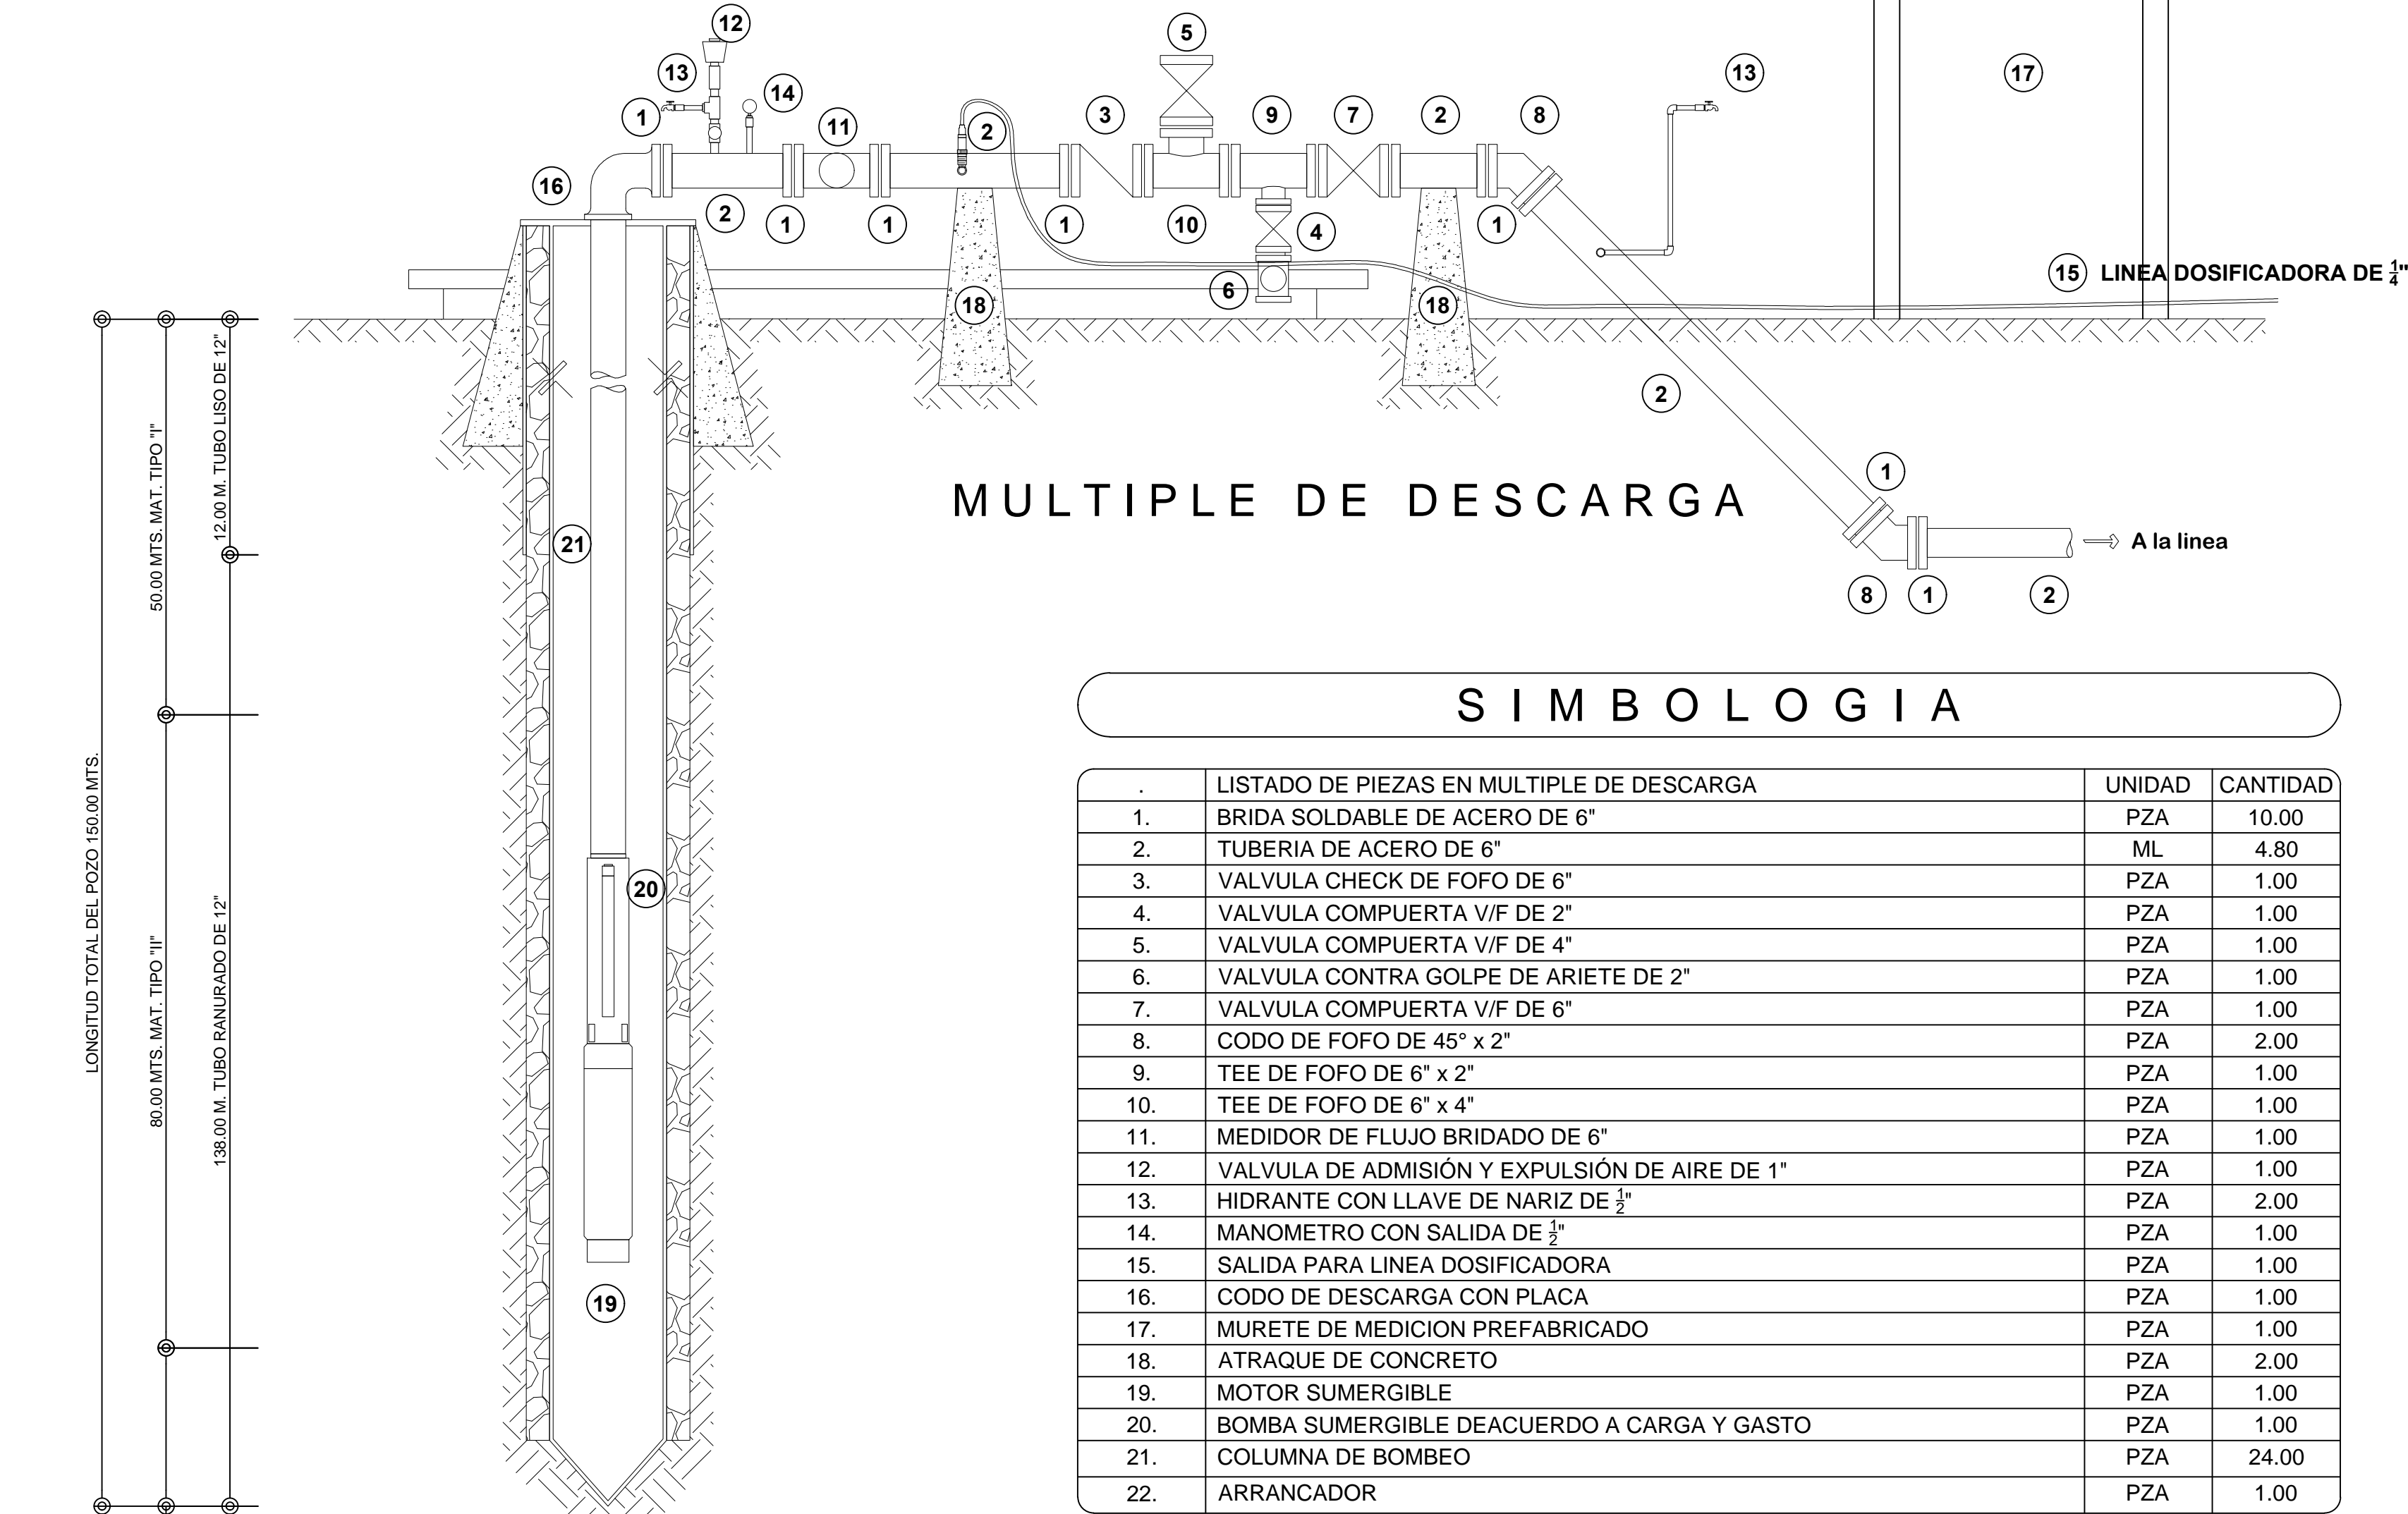 12
5
13
14
13
17
1
11
2
3
9
7
2
8
16
2
1
1
1
10
4
1
6
18
18
15 LINEA DOSIFICADORA DE 1/4"
2
MULTIPLE DE DESCARGA
1
A la linea
8
1
2
21
20
19
LONGITUD TOTAL DEL POZO 150.00 MTS.
50.00 MTS. MAT. TIPO "I"
80.00 MTS. MAT. TIPO "II"
12.00 M. TUBO LISO DE 12"
138.00 M. TUBO RANURADO DE 12"
SIMBOLOGIA
. LISTADO DE PIEZAS EN MULTIPLE DE DESCARGA UNIDAD CANTIDAD
1. BRIDA SOLDABLE DE ACERO DE 6" PZA 10.00
2. TUBERIA DE ACERO DE 6" ML 4.80
3. VALVULA CHECK DE FOFO DE 6" PZA 1.00
4. VALVULA COMPUERTA V/F DE 2" PZA 1.00
5. VALVULA COMPUERTA V/F DE 4" PZA 1.00
6. VALVULA CONTRA GOLPE DE ARIETE DE 2" PZA 1.00
7. VALVULA COMPUERTA V/F DE 6" PZA 1.00
8. CODO DE FOFO DE 45° x 2" PZA 2.00
9. TEE DE FOFO DE 6" x 2" PZA 1.00
10. TEE DE FOFO DE 6" x 4" PZA 1.00
11. MEDIDOR DE FLUJO BRIDADO DE 6" PZA 1.00
12. VALVULA DE ADMISIÓN Y EXPULSIÓN DE AIRE DE 1" PZA 1.00
13. HIDRANTE CON LLAVE DE NARIZ DE 1/2" PZA 2.00
14. MANOMETRO CON SALIDA DE 1/2" PZA 1.00
15. SALIDA PARA LINEA DOSIFICADORA PZA 1.00
16. CODO DE DESCARGA CON PLACA PZA 1.00
17. MURETE DE MEDICION PREFABRICADO PZA 1.00
18. ATRAQUE DE CONCRETO PZA 2.00
19. MOTOR SUMERGIBLE PZA 1.00
20. BOMBA SUMERGIBLE DEACUERDO A CARGA Y GASTO PZA 1.00
21. COLUMNA DE BOMBEO PZA 24.00
22. ARRANCADOR PZA 1.00